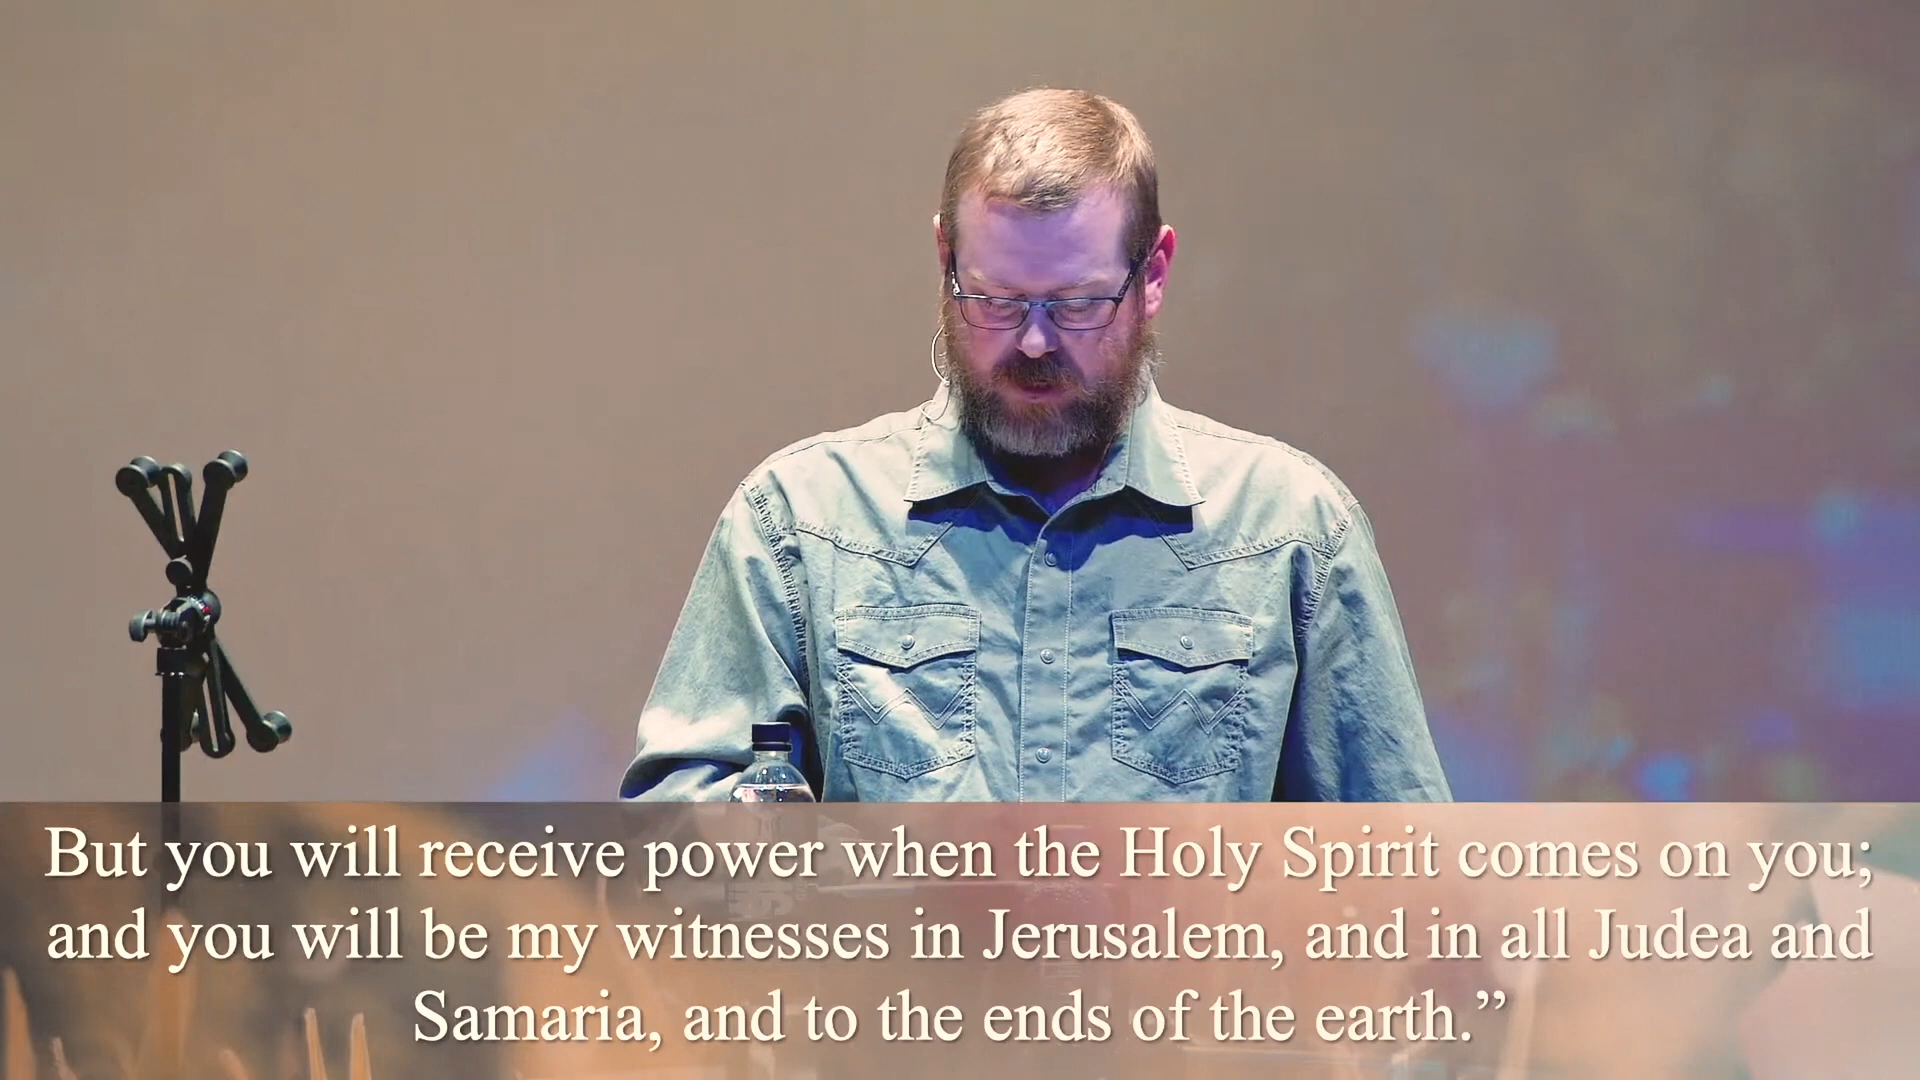 But you will receive power when the Holy Spirit comes on you;
and you will be my witnesses in Jerusalem, and in all Judea and
Samaria, and to the ends of the earth.”